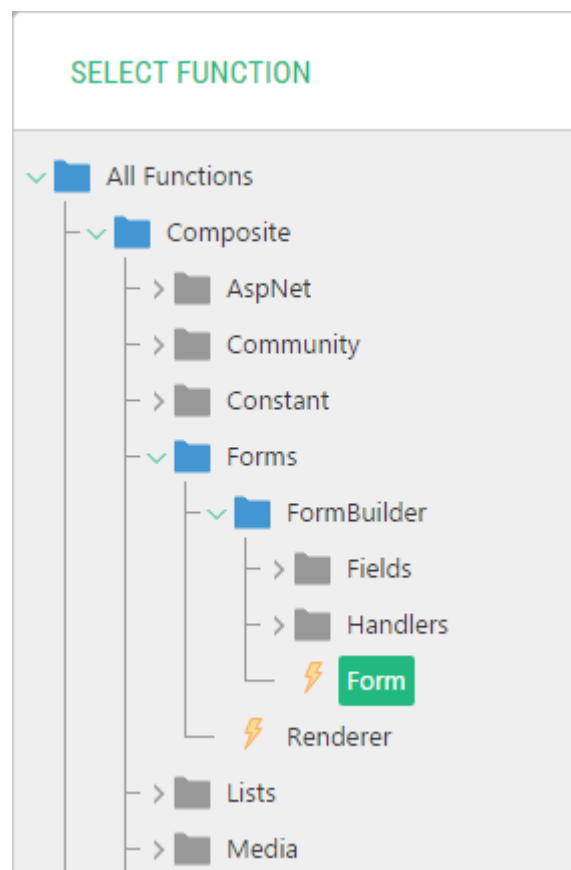 SELECT FUNCTION
All Functions
Composite
AspNet
Community
Constant
Forms
FormBuilder
Fields
Handlers
Form
Renderer
Lists
Media